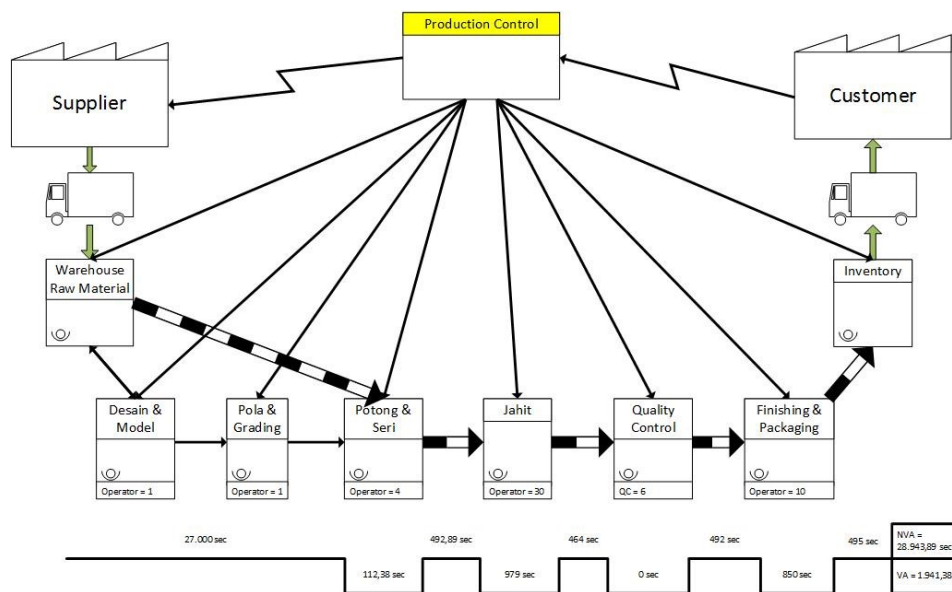 Production Control
Supplier
Customer
Warehouse
Raw Material
Inventory
Desain &
Model
Operator = 1
Pola &
Grading
Operator = 1
Potong &
Seri
Operator = 4
Jahit
Operator = 30
Quality
Control
QC = 6
Finishing &
Packaging
Operator = 10
27.000 sec
492,89 sec
464 sec
492 sec
495 sec
NVA =
28.943,89 sec
112,38 sec
979 sec
0 sec
850 sec
VA = 1.941,38